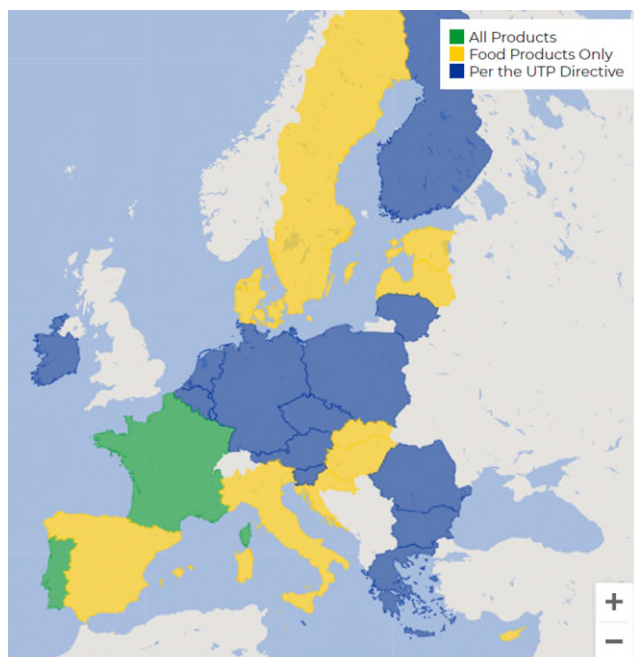 All Products
Food Products Only
Per the UTP Directive
+
−